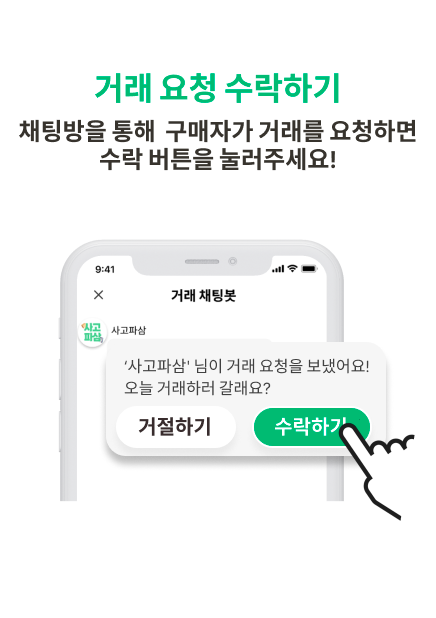 거래 요청 수락하기
채팅방을 통해 구매자가 거래를 요청하면
수락 버튼을 눌러주세요!
9:41
거래 채팅봇
사고
파삼
사고파삼
‘사고파삼' 님이 거래 요청을 보냈어요!
오늘 거래하러 갈래요?
거절하기
수락하기